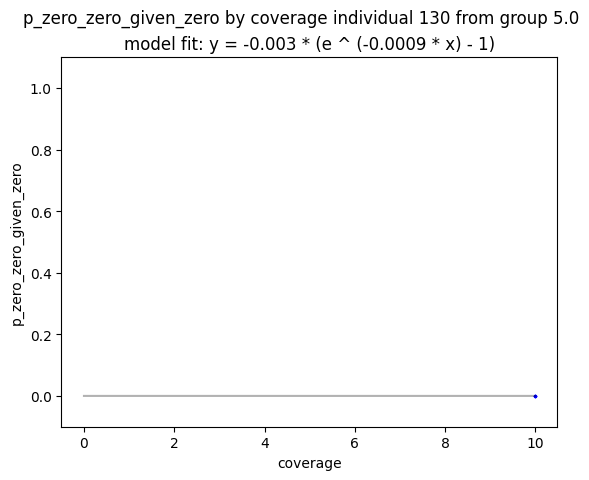 p_zero_zero_given_zero by coverage individual 130 from group 5.0
model fit: y = -0.003 * (e ^ (-0.0009 * x) - 1)
1.0
0.8
0.6
0.4
0.2
0.0
p_zero_zero_given_zero
0 2 4 6 8 10
coverage